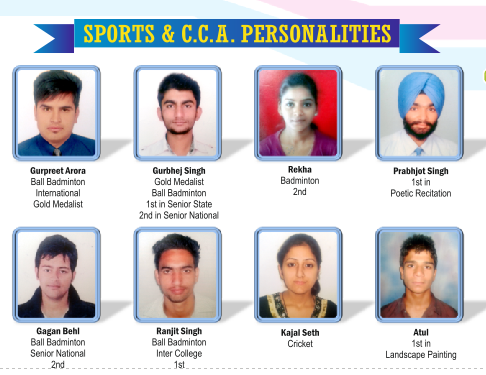 SPORTS & C.C.A. PERSONALITIES
Gurpreet Arora
Ball Badminton
International
Gold Medalist
Gurbhej Singh
Gold Medalist
Ball Badminton
1st in Senior State
2nd in Senior National
Rekha
Badminton
2nd
Prabhjot Singh
1st in
Poetic Recitation
Gagan Behl
Ball Badminton
Senior National
2nd
Ranjit Singh
Ball Badminton
Inter College
1st
Kajal Seth
Cricket
Atul
1st in
Landscape Painting